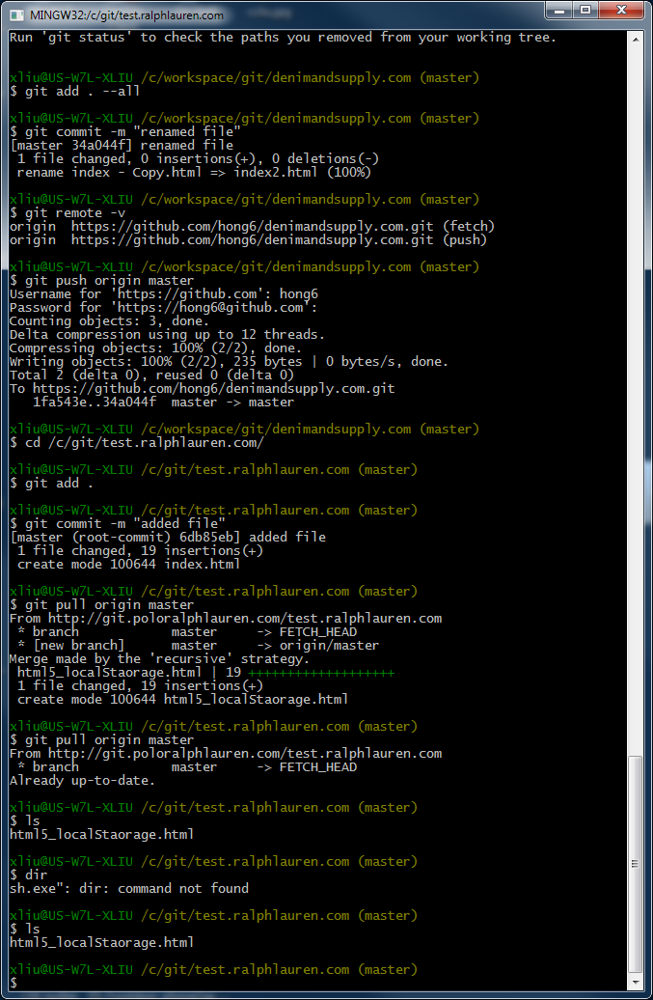 MINGW32:/c/git/test.ralphlauren.com
Run 'git status' to check the paths you removed from your working tree.
xliu@US-W7L-XLIU /c/workspace/git/denimandsupply.com (master)
$ git add . --all
xliu@US-W7L-XLIU /c/workspace/git/denimandsupply.com (master)
$ git commit -m "renamed file"
[master 34a044f] renamed file
1 file changed, 0 insertions(+), 0 deletions(-)
rename index - Copy.html => index2.html (100%)
xliu@US-W7L-XLIU /c/workspace/git/denimandsupply.com (master)
$ git remote -v
origin https://github.com/hong6/denimandsupply.com.git (fetch)
origin https://github.com/hong6/denimandsupply.com.git (push)
xliu@US-W7L-XLIU /c/workspace/git/denimandsupply.com (master)
$ git push origin master
Username for 'https://github.com': hong6
Password for 'https://hong6@github.com':
Counting objects: 3, done.
Delta compression using up to 12 threads.
Compressing objects: 100% (2/2), done.
Writing objects: 100% (2/2), 235 bytes | 0 bytes/s, done.
Total 2 (delta 0), reused 0 (delta 0)
To https://github.com/hong6/denimandsupply.com.git
1fa543e..34a044f master -> master
xliu@US-W7L-XLIU /c/workspace/git/denimandsupply.com (master)
$ cd /c/git/test.ralphlauren.com/
xliu@US-W7L-XLIU /c/git/test.ralphlauren.com (master)
$ git add .
xliu@US-W7L-XLIU /c/git/test.ralphlauren.com (master)
$ git commit -m "added file"
[master (root-commit) 6db85eb] added file
1 file changed, 19 insertions(+)
create mode 100644 index.html
xliu@US-W7L-XLIU /c/git/test.ralphlauren.com (master)
$ git pull origin master
From http://git.poloralphlauren.com/test.ralphlauren.com
* branch master -> FETCH_HEAD
* [new branch] master -> origin/master
Merge made by the 'recursive' strategy.
html5_localStaorage.html | 19 +++++++++++++++++++
1 file changed, 19 insertions(+)
create mode 100644 html5_localStaorage.html
xliu@US-W7L-XLIU /c/git/test.ralphlauren.com (master)
$ git pull origin master
From http://git.poloralphlauren.com/test.ralphlauren.com
* branch master -> FETCH_HEAD
Already up-to-date.
xliu@US-W7L-XLIU /c/git/test.ralphlauren.com (master)
$ ls
html5_localStaorage.html
xliu@US-W7L-XLIU /c/git/test.ralphlauren.com (master)
$ dir
sh.exe": dir: command not found
xliu@US-W7L-XLIU /c/git/test.ralphlauren.com (master)
$ ls
html5_localStaorage.html
xliu@US-W7L-XLIU /c/git/test.ralphlauren.com (master)
$